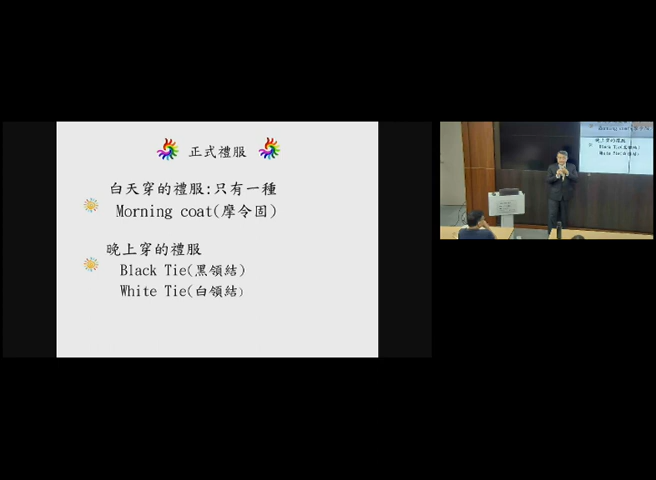 正式禮服
白天穿的禮服:只有一種
Morning coat(摩令固)
晚上穿的禮服
Black Tie(黑領結)
White Tie(白領結)